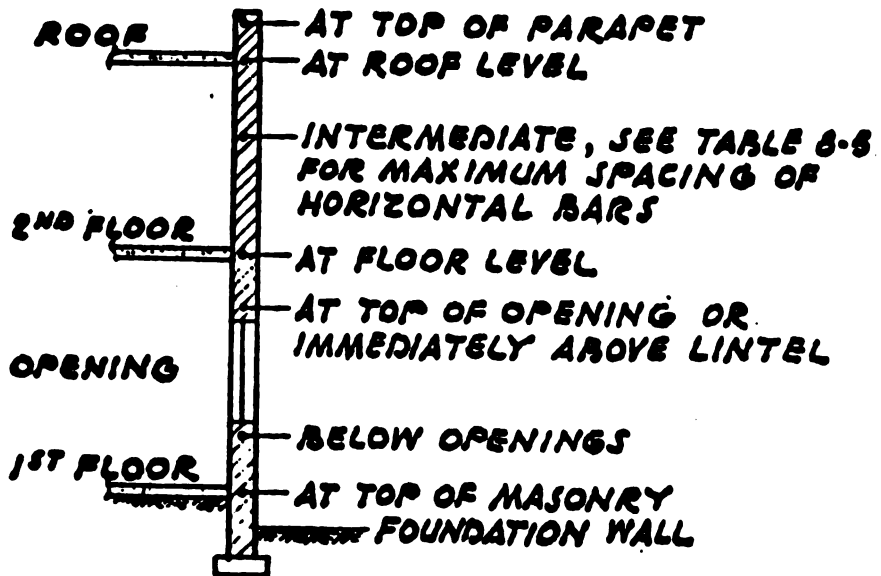 ROOF
AT TOP OF PARAPET
AT ROOF LEVEL
INTERMEDIATE, SEE TABLE 8-5
FOR MAXIMUM SPACING OF
HORIZONTAL BARS
2ND FLOOR
AT FLOOR LEVEL
AT TOP OF OPENING OR
IMMEDIATELY ABOVE LINTEL
OPENING
BELOW OPENINGS
1ST FLOOR
AT TOP OF MASONRY
FOUNDATION WALL